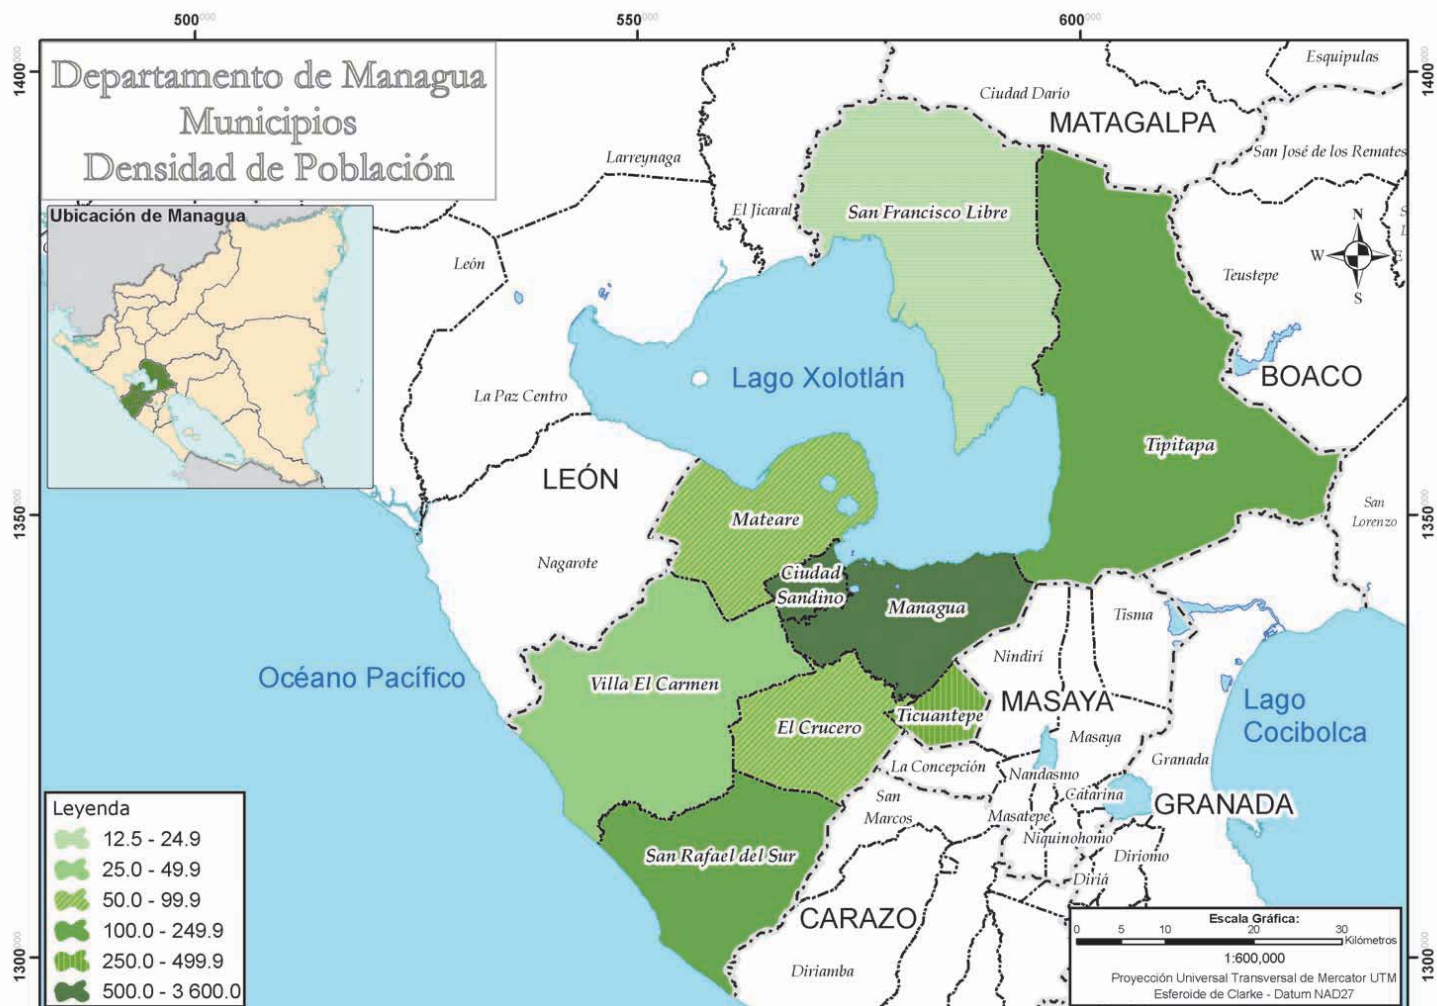 500000
550000
600000
1400000
1400000
Departamento de Managua
Municipios
Densidad de Población
Ubicación de Managua
Esquipulas
Ciudad Darío
MATAGALPA
San José de los Remates
Larreynaga
El Jicaral
San Francisco Libre
N
W
E
S
León
Teustepe
Lago Xolotlán
BOACO
La Paz Centro
Tipitapa
LEÓN
1350000
1350000
Mateare
San
Lorenzo
Nagarote
Ciudad
Sandino
Managua
Tisma
Nindirí
Océano Pacífico
Villa El Carmen
MASAYA
Lago
Cocibolca
El Crucero
Ticuantepe
Masaya
Granada
La Concepción
Nandasmo
Catarina
San
Marcos
Masatepe
GRANADA
Niquinohomo
Diriomo
Diriá
San Rafael del Sur
CARAZO
Diriamba
Leyenda
12.5 - 24.9
25.0 - 49.9
50.0 - 99.9
100.0 - 249.9
250.0 - 499.9
500.0 - 3 600.0
1300000
1300000
Escala Gráfica:
0 5 10 20 30
Kilómetros
1:600,000
Proyección Universal Transversal de Mercator UTM
Esferoide de Clarke - Datum NAD27